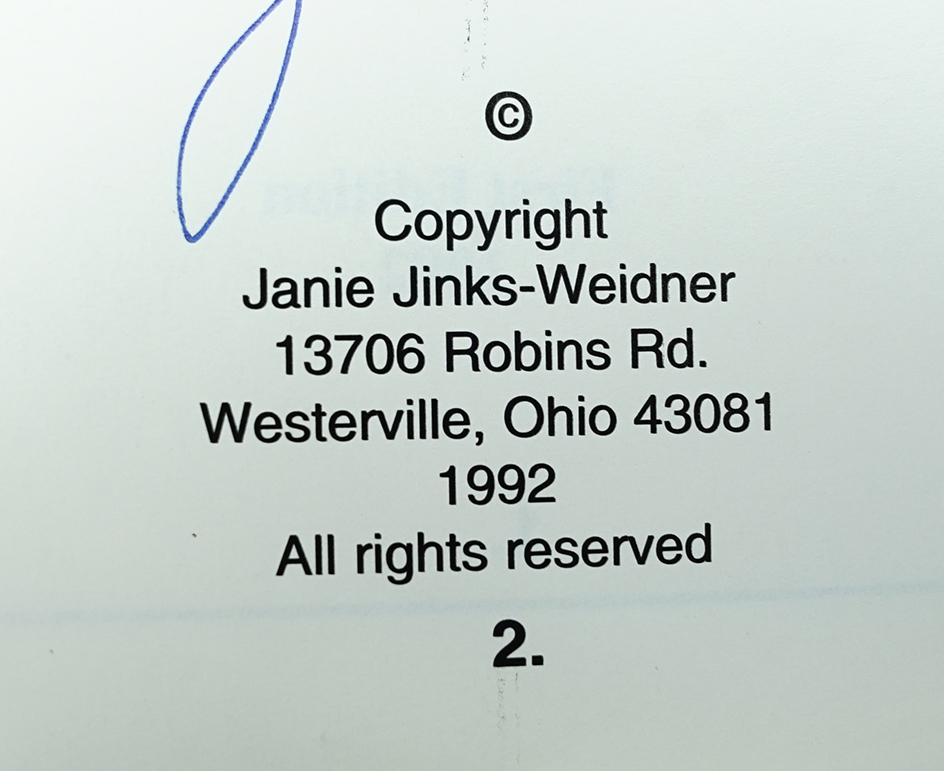 ©
Copyright
Janie Jinks-Weidner
13706 Robins Rd.
Westerville, Ohio 43081
1992
All rights reserved
2.